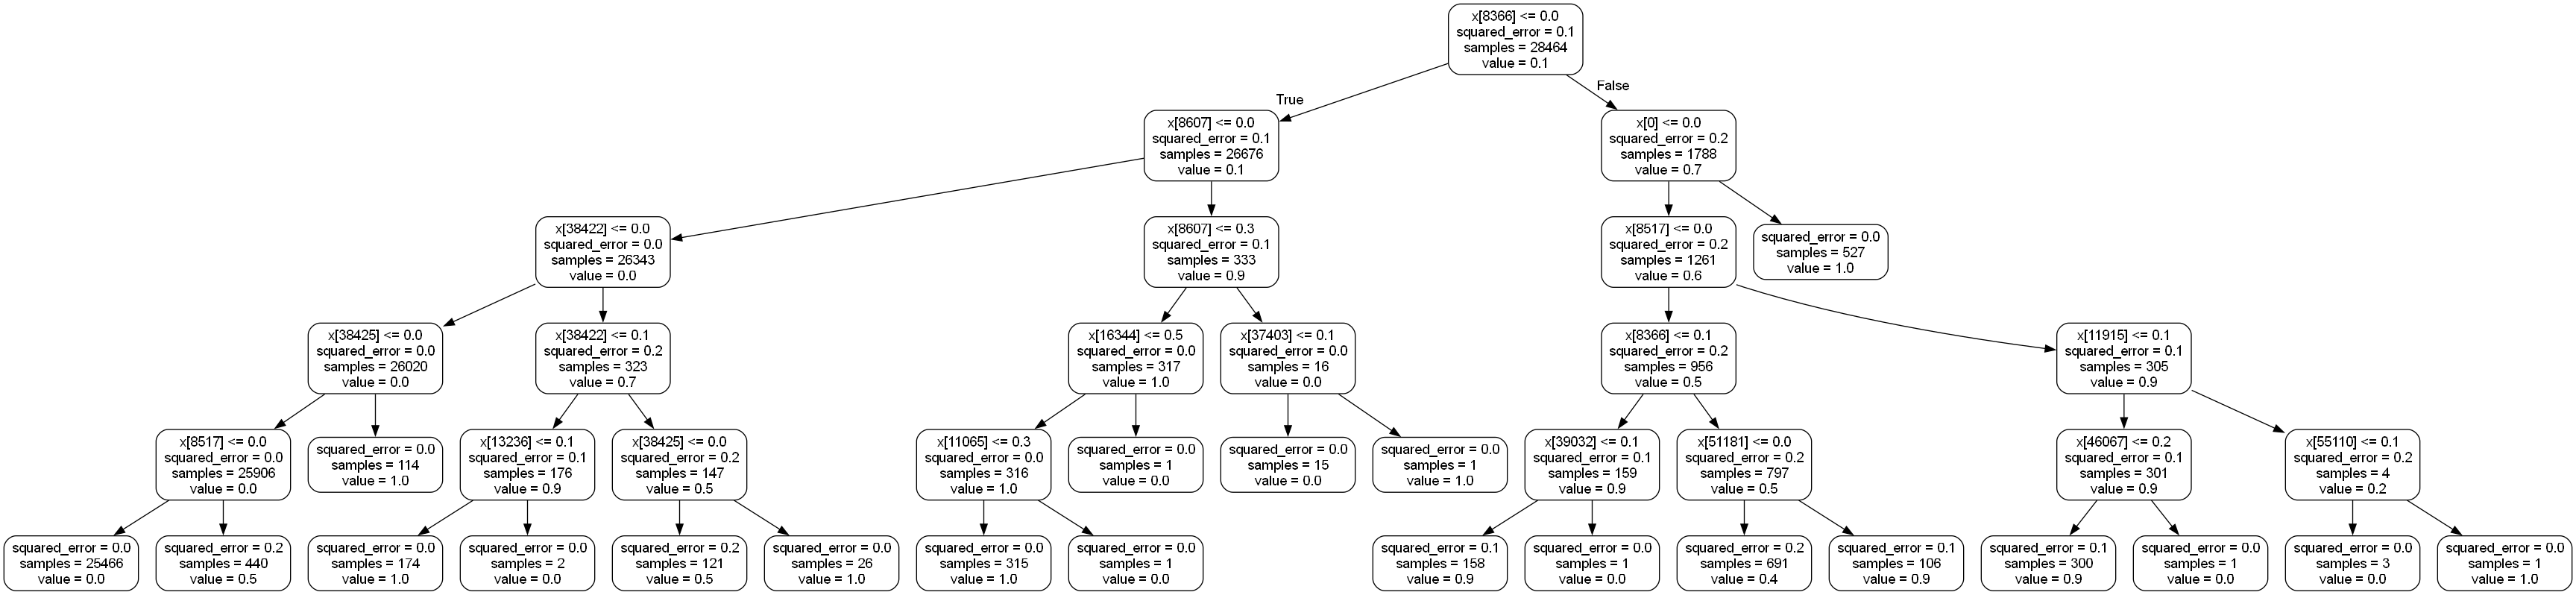 x[8366] <= 0.0
squared_error = 0.1
samples = 28464
value = 0.1
True
False
x[8607] <= 0.0
squared_error = 0.1
samples = 26676
value = 0.1
x[0] <= 0.0
squared_error = 0.2
samples = 1788
value = 0.7
x[38422] <= 0.0
squared_error = 0.0
samples = 26343
value = 0.0
x[8607] <= 0.3
squared_error = 0.1
samples = 333
value = 0.9
x[8517] <= 0.0
squared_error = 0.2
samples = 1261
value = 0.6
squared_error = 0.0
samples = 527
value = 1.0
x[38425] <= 0.0
squared_error = 0.0
samples = 26020
value = 0.0
x[38422] <= 0.1
squared_error = 0.2
samples = 323
value = 0.7
x[16344] <= 0.5
squared_error = 0.0
samples = 317
value = 1.0
x[37403] <= 0.1
squared_error = 0.0
samples = 16
value = 0.0
x[8366] <= 0.1
squared_error = 0.2
samples = 956
value = 0.5
x[11915] <= 0.1
squared_error = 0.1
samples = 305
value = 0.9
x[8517] <= 0.0
squared_error = 0.0
samples = 25906
value = 0.0
squared_error = 0.0
samples = 114
value = 1.0
x[13236] <= 0.1
squared_error = 0.1
samples = 176
value = 0.9
x[38425] <= 0.0
squared_error = 0.2
samples = 147
value = 0.5
x[11065] <= 0.3
squared_error = 0.0
samples = 316
value = 1.0
squared_error = 0.0
samples = 1
value = 0.0
squared_error = 0.0
samples = 15
value = 0.0
squared_error = 0.0
samples = 1
value = 1.0
x[39032] <= 0.1
squared_error = 0.1
samples = 159
value = 0.9
x[51181] <= 0.0
squared_error = 0.2
samples = 797
value = 0.5
x[46067] <= 0.2
squared_error = 0.1
samples = 301
value = 0.9
x[55110] <= 0.1
squared_error = 0.2
samples = 4
value = 0.2
squared_error = 0.0
samples = 25466
value = 0.0
squared_error = 0.2
samples = 440
value = 0.5
squared_error = 0.0
samples = 174
value = 1.0
squared_error = 0.0
samples = 2
value = 0.0
squared_error = 0.2
samples = 121
value = 0.5
squared_error = 0.0
samples = 26
value = 1.0
squared_error = 0.0
samples = 315
value = 1.0
squared_error = 0.0
samples = 1
value = 0.0
squared_error = 0.1
samples = 158
value = 0.9
squared_error = 0.0
samples = 1
value = 0.0
squared_error = 0.2
samples = 691
value = 0.4
squared_error = 0.1
samples = 106
value = 0.9
squared_error = 0.1
samples = 300
value = 0.9
squared_error = 0.0
samples = 1
value = 0.0
squared_error = 0.0
samples = 3
value = 0.0
squared_error = 0.0
samples = 1
value = 1.0